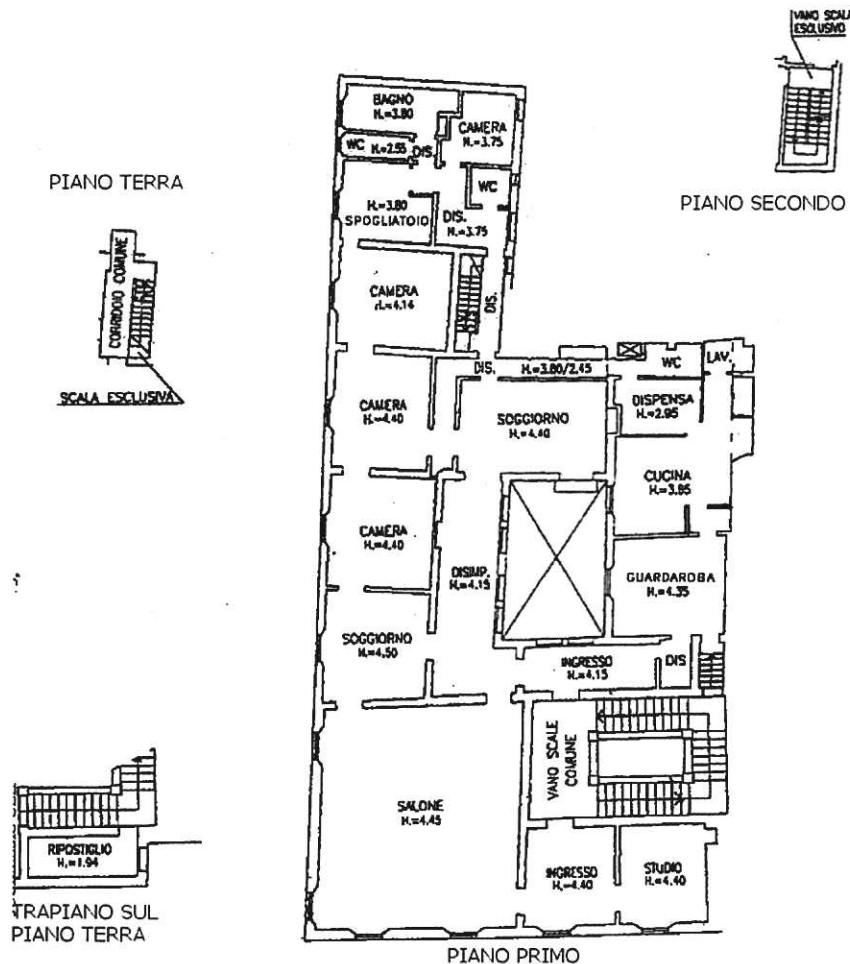 VANO SCALA
ESCLUSIVO
BAGNO
H.=3.80
CAMERA
H.=3.75
WC H.=2.55
DIS.
PIANO TERRA
WC
PIANO SECONDO
H.=3.80
SPOGLIATOIO
DIS.
H.=3.75
CORRIDOIO COMUNE
CAMERA
H.=4.14
DIS.
SCALA ESCLUSIVA
DIS.
H.=3.80/2.45
WC
LAV.
CAMERA
H.=4.40
SOGGIORNO
H.=4.40
DISPENSA
H.=2.95
CUCINA
H.=3.85
CAMERA
H.=4.40
DISIMP.
H.=4.15
GUARDAROBA
H.=4.35
SOGGIORNO
H.=4.50
INGRESSO
H.=4.15
DIS
VANO SCALE
COMUNE
SALONE
H.=4.45
RIPOSTIGLIO
H.=1.94
INGRESSO
H.=4.40
STUDIO
H.=4.40
TRAPIANO SUL
PIANO TERRA
PIANO PRIMO